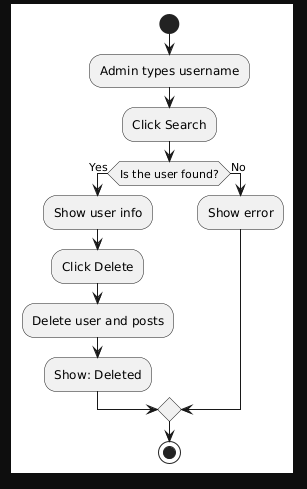 Admin types username
Click Search
Is the user found?
Yes
No
Show user info
Show error
Click Delete
Delete user and posts
Show: Deleted